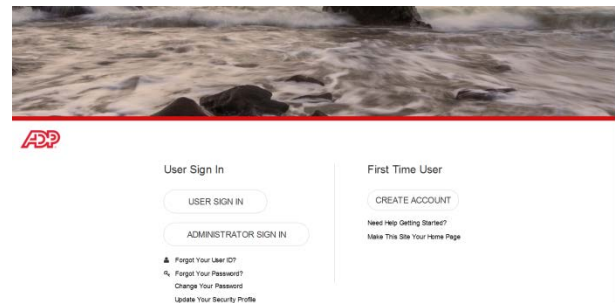 ADP
User Sign In
USER SIGN IN
ADMINISTRATOR SIGN IN
Forgot Your User ID?
Forgot Your Password?
Change Your Password
Update Your Security Profile
First Time User
CREATE ACCOUNT
Need Help Getting Started?
Make This Site Your Home Page